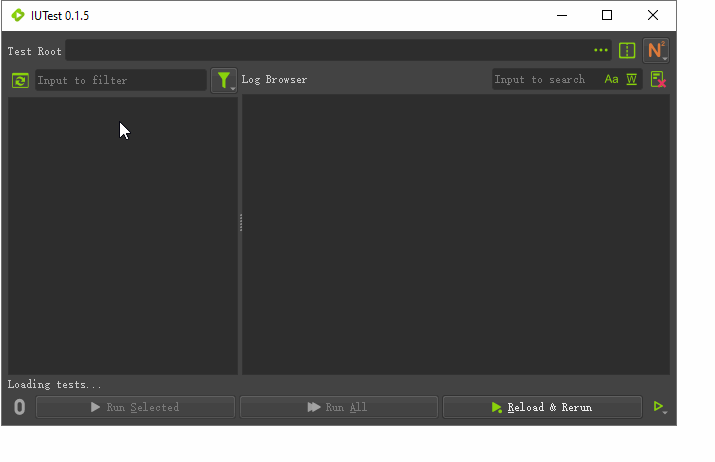 IUTest 0.1.5
Test Root ... N²
Input to filter Log Browser Input to search Aa W
Loading tests...
0 Run Selected Run All Reload & Rerun